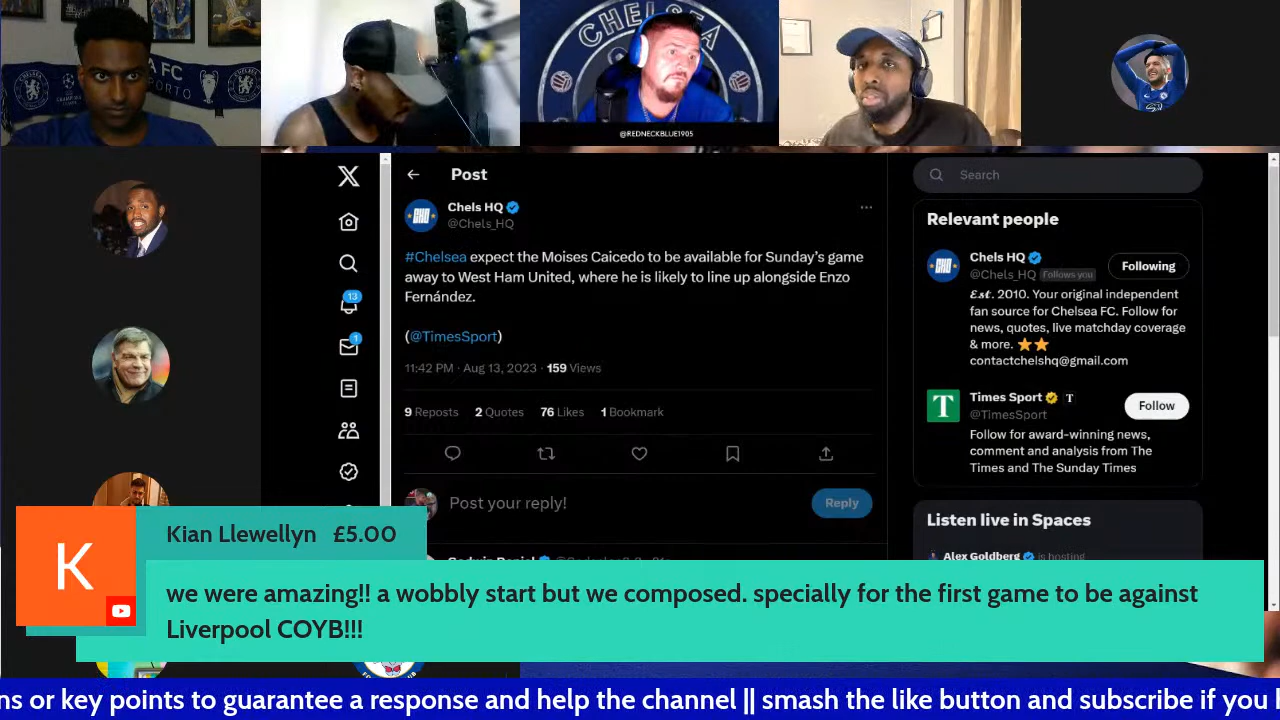 CHELSEA
@REDNECKBLUE1905
Post
Search
Chels HQ
@Chels_HQ
#Chelsea expect the Moises Caicedo to be available for Sunday's game
away to West Ham United, where he is likely to line up alongside Enzo
Fernández.
(@TimesSport)
11:42 PM · Aug 13, 2023 · 159 Views
9 Reposts 2 Quotes 76 Likes 1 Bookmark
Post your reply!
Reply
13
1
Relevant people
Chels HQ
@Chels_HQ Follows you
Following
Est. 2010. Your original independent
fan source for Chelsea FC. Follow for
news, quotes, live matchday coverage
& more. ⭐⭐
contactchelshq@gmail.com
Times Sport T
@TimesSport
Follow
Follow for award-winning news,
comment and analysis from The
Times and The Sunday Times
Listen live in Spaces
Alex Goldberg is hosting
K
Kian Llewellyn £5.00
we were amazing!! a wobbly start but we composed. specially for the first game to be against
Liverpool COYB!!!
ns or key points to guarantee a response and help the channel || smash the like button and subscribe if you